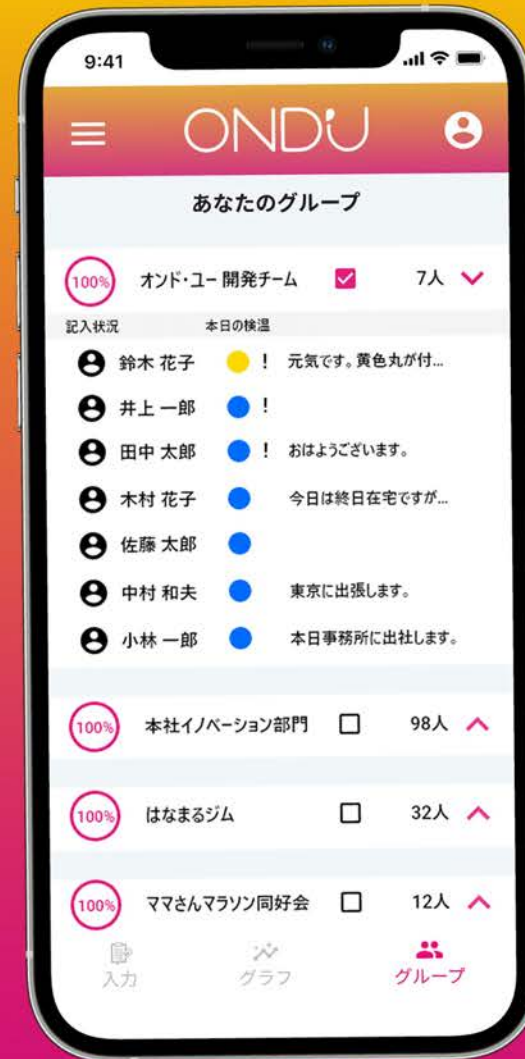 9:41
ONDU
あなたのグループ
100% オンド・ユー 開発チーム 7人
記入状況 本日の検温
鈴木 花子 ! 元気です。黄色丸が付...
井上 一郎 !
田中 太郎 ! おはようございます。
木村 花子 今日は終日在宅ですが...
佐藤 太郎
中村 和夫 東京に出張します。
小林 一郎 本日事務所に出社します。
100% 本社イノベーション部門 98人
100% はなまるジム 32人
100% ママさんマラソン同好会 12人
入力 グラフ グループ